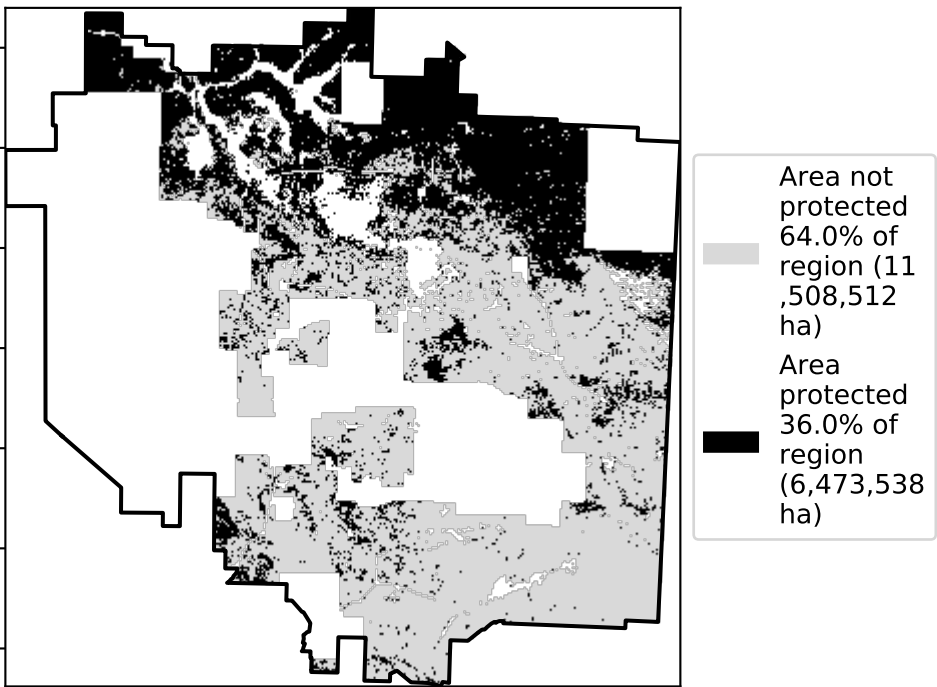 Area not
protected
64.0% of
region (11
,508,512
ha)
Area
protected
36.0% of
region
(6,473,538
ha)